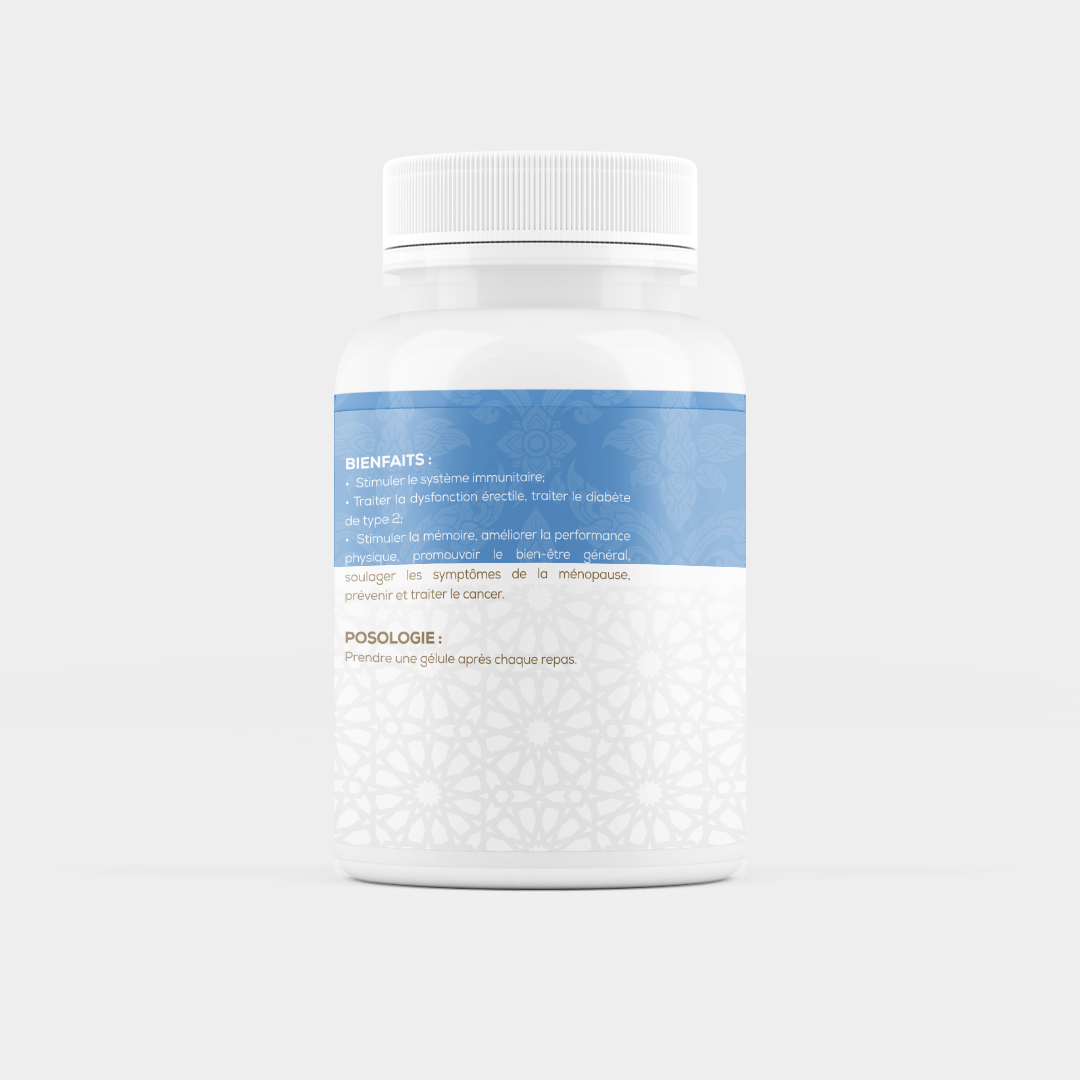 BIENFAITS :
• Stimuler le système immunitaire;
• Traiter la dysfonction érectile, traiter le diabète
de type 2;
• Stimuler la mémoire, améliorer la performance
physique, promouvoir le bien-être général,
soulager les symptômes de la ménopause,
prévenir et traiter le cancer.
POSOLOGIE :
Prendre une gélule après chaque repas.